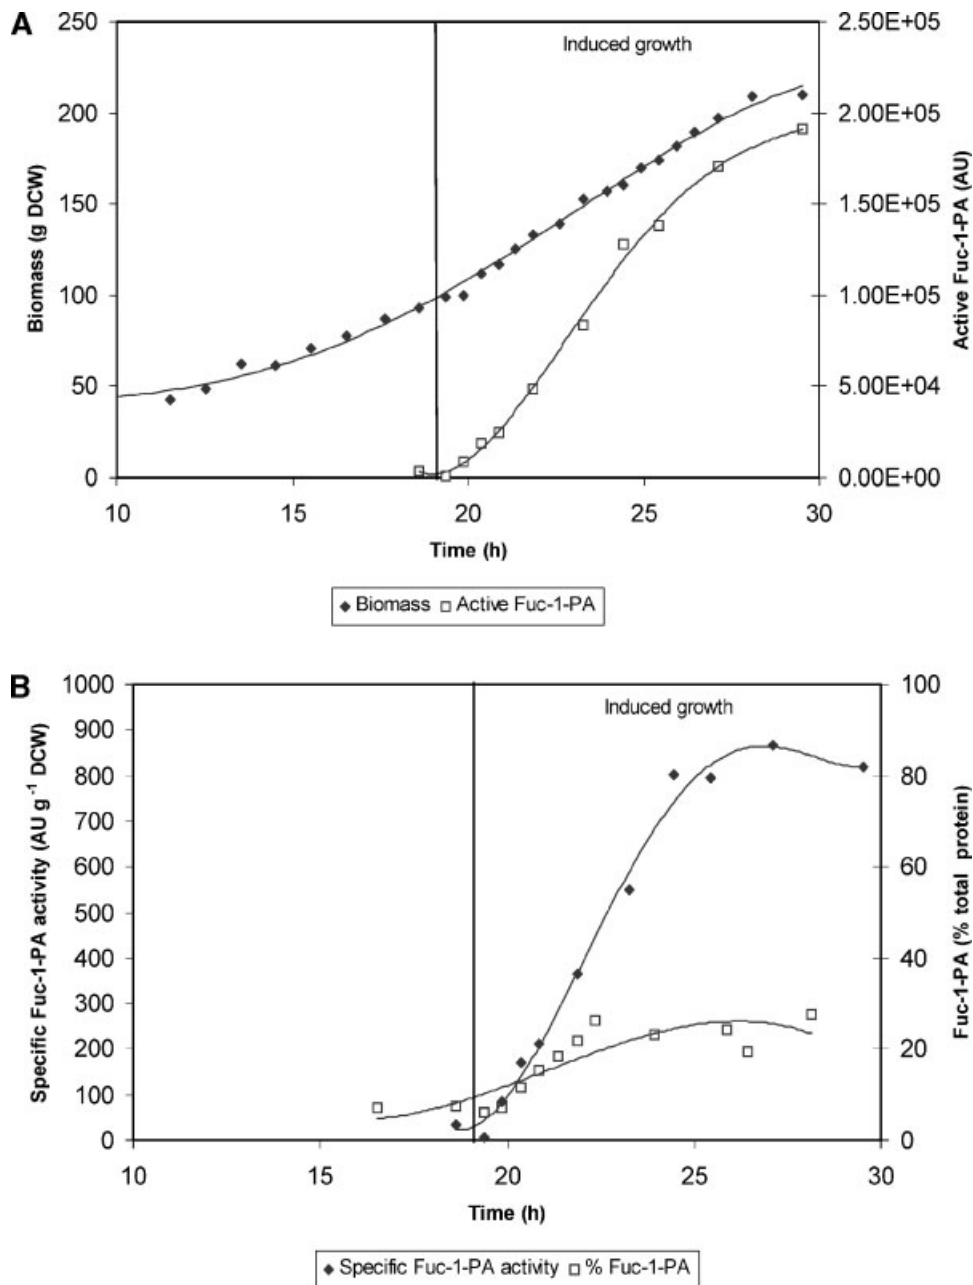 A
250
200
150
100
50
0
Biomass (g DCW)
Induced growth
2.50E+05
2.00E+05
1.50E+05
1.00E+05
5.00E+04
0.00E+00
Active Fuc-1-PA (AU)
10 15 20 25 30
Time (h)
Biomass Active Fuc-1-PA
B
1000
900
800
700
600
500
400
300
200
100
0
Specific Fuc-1-PA activity (AU g⁻¹ DCW)
Induced growth
100
80
60
40
20
0
Fuc-1-PA (% total protein)
10 15 20 25 30
Time (h)
Specific Fuc-1-PA activity % Fuc-1-PA